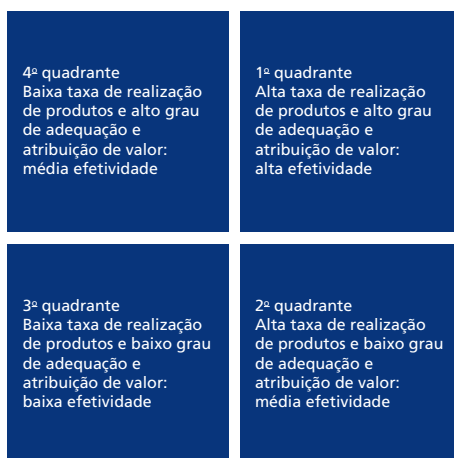 4º quadrante
Baixa taxa de realização
de produtos e alto grau
de adequação e
atribuição de valor:
média efetividade
1º quadrante
Alta taxa de realização
de produtos e alto grau
de adequação e
atribuição de valor:
alta efetividade
3º quadrante
Baixa taxa de realização
de produtos e baixo grau
de adequação e
atribuição de valor:
baixa efetividade
2º quadrante
Alta taxa de realização
de produtos e baixo grau
de adequação e
atribuição de valor:
média efetividade